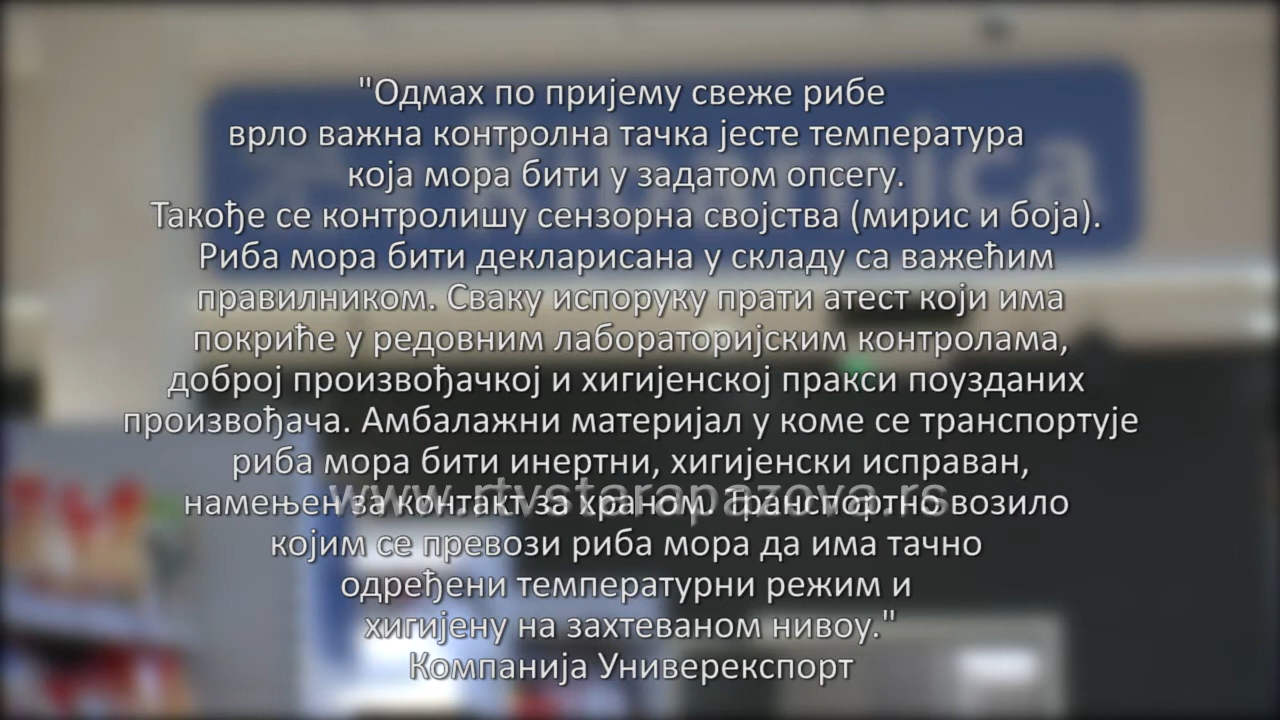 "Одмах по пријему свеже рибе
врло важна контролна тачка јесте температура
која мора бити у задатом опсегу.
Такође се контролишу сензорна својства (мирис и боја).
Риба мора бити декларисана у складу са важећим
правилником. Сваку испоруку прати атест који има
покриће у редовним лабораторијским контролама,
доброј произвођачкој и хигијенској пракси поузданих
произвођача. Амбалажни материјал у коме се транспортује
риба мора бити инертни, хигијенски исправан,
намењен за контакт за храном. Транспортно возило
www.rtvstarapazova.rs
којим се превози риба мора да има тачно
одређени температурни режим и
хигијену на захтеваном нивоу."
Компанија Универекспорт